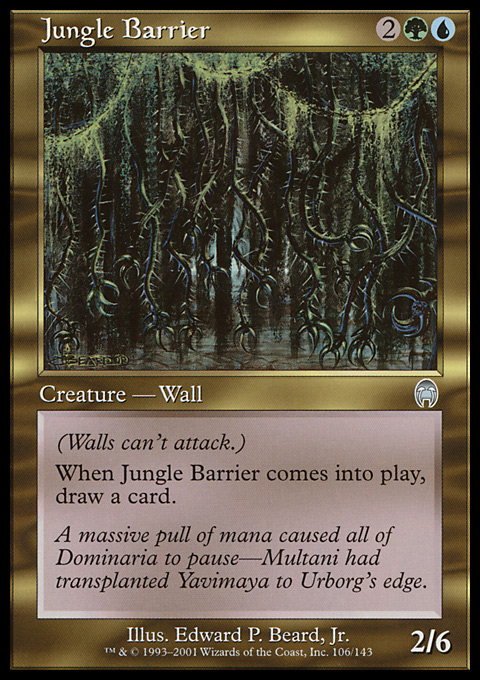 Jungle Barrier 2
BEARD 00
Creature — Wall
(Walls can't attack.)
When Jungle Barrier comes into play,
draw a card.
A massive pull of mana caused all of
Dominaria to pause—Multani had
transplanted Yavimaya to Urborg's edge.
Illus. Edward P. Beard, Jr.
2/6
™ & © 1993–2001 Wizards of the Coast, Inc. 106/143